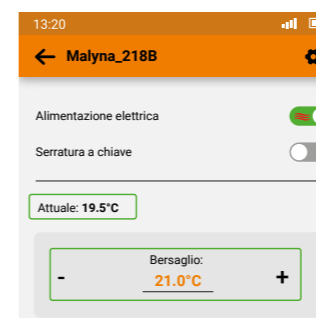 13:20
Malyna_218B
Alimentazione elettrica
Serratura a chiave
Attuale: 19.5°C
Bersaglio:
- 21.0°C +